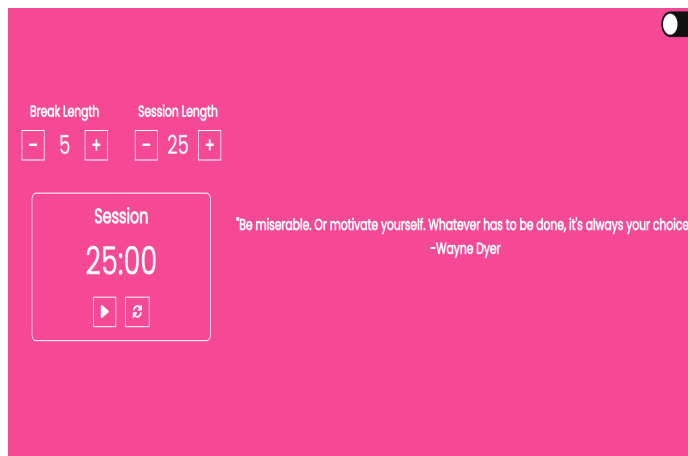 Break Length
Session Length
- 5 +
- 25 +
Session
25:00
"Be miserable. Or motivate yourself. Whatever has to be done, it's always your choice
-Wayne Dyer